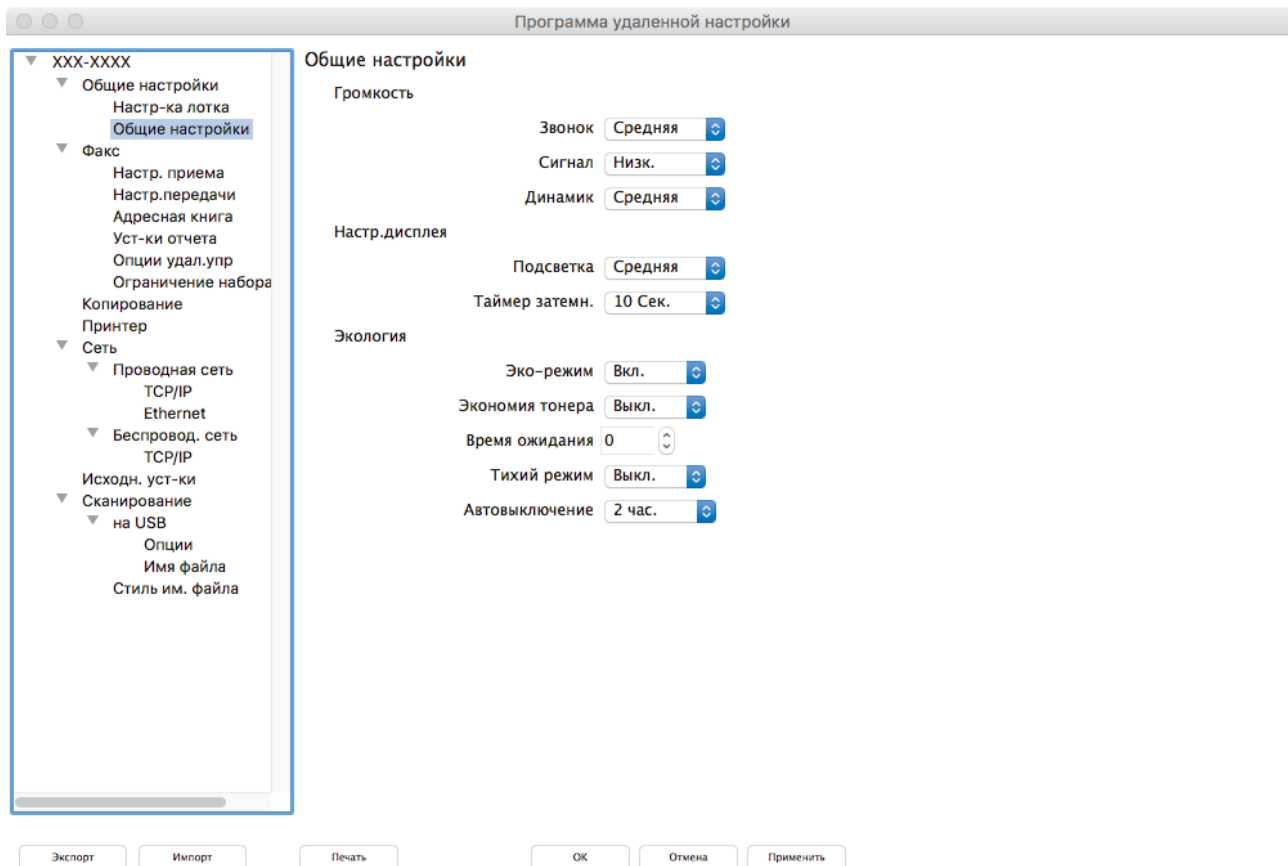 Программа удаленной настройки
XXX-XXXX
Общие настройки
Настр-ка лотка
Общие настройки
Факс
Настр. приема
Настр.передачи
Адресная книга
Уст-ки отчета
Опции удал.упр
Ограничение набора
Копирование
Принтер
Сеть
Проводная сеть
TCP/IP
Ethernet
Беспровод. сеть
TCP/IP
Исходн. уст-ки
Сканирование
на USB
Опции
Имя файла
Стиль им. файла
Общие настройки
Громкость
Звонок Средняя
Сигнал Низк.
Динамик Средняя
Настр.дисплея
Подсветка Средняя
Таймер затемн. 10 Сек.
Экология
Эко-режим Вкл.
Экономия тонера Выкл.
Время ожидания 0
Тихий режим Выкл.
Автовыключение 2 час.
Экспорт Импорт Печать OK Отмена Применить